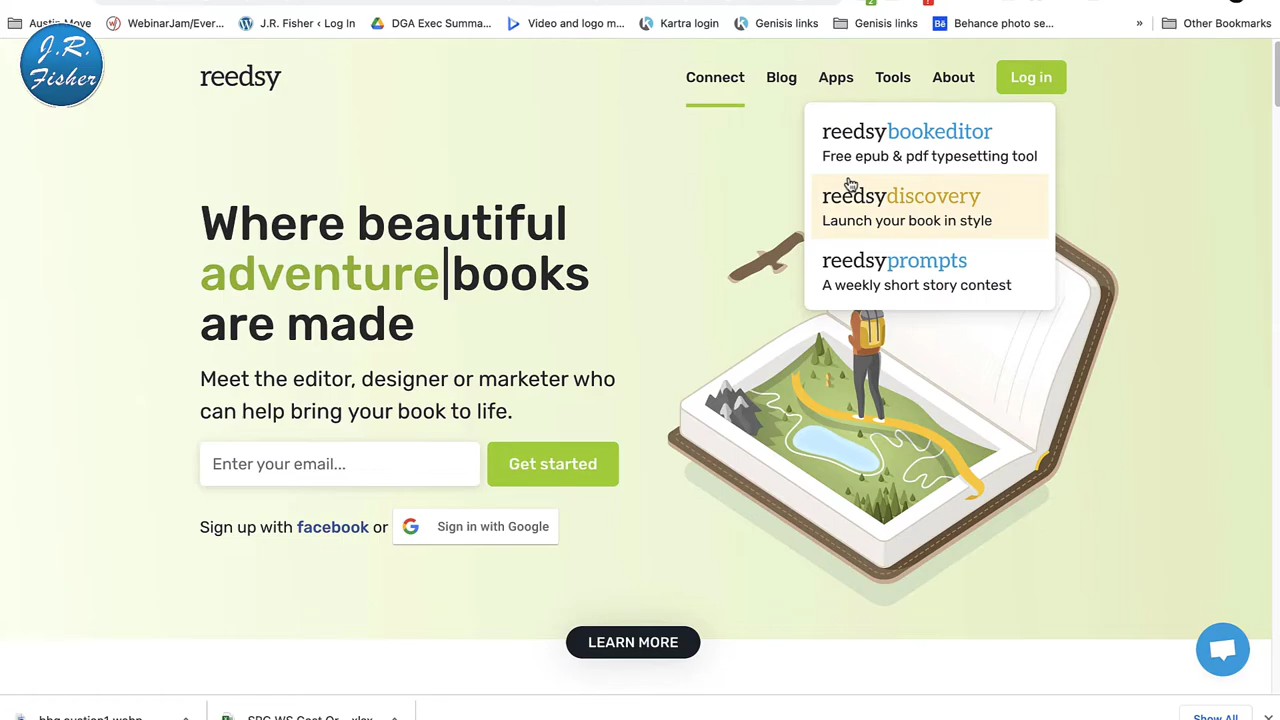 Austin Move
WebinarJam/Ever...
J.R. Fisher ‹ Log In
DGA Exec Summa...
Video and logo m...
Kartra login
Genisis links
Genisis links
Behance photo se...
»
Other Bookmarks
J.R.
Fisher
reedsy
Connect
Blog
Apps
Tools
About
Log in
reedsybookeditor
Free epub & pdf typesetting tool
reedsydiscovery
Launch your book in style
reedsyprompts
A weekly short story contest
Where beautiful
adventure|books
are made
Meet the editor, designer or marketer who
can help bring your book to life.
Enter your email...
Get started
Sign up with facebook or
Sign in with Google
LEARN MORE
Show All